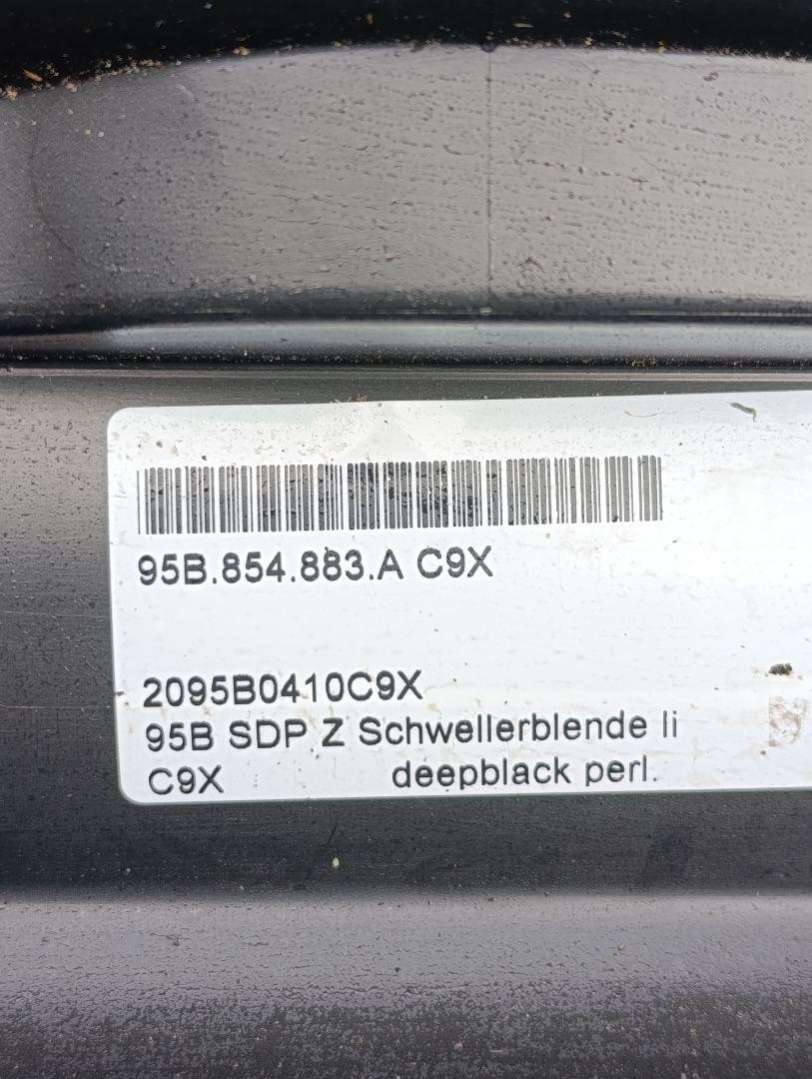 95B.854.883.A C9X
2095B0410C9X
95B SDP Z Schwellerblende li
C9X deepblack perl.